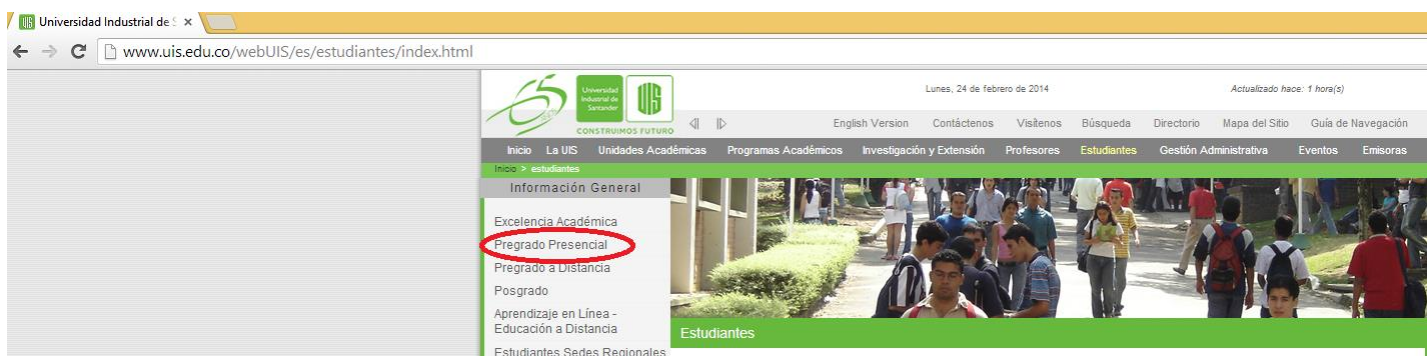 Universidad Industrial de S
www.uis.edu.co/webUIS/es/estudiantes/index.html
Universidad
Industrial de
Santander
UIS
CONSTRUIMOS FUTURO
Lunes, 24 de febrero de 2014
Actualizado hace: 1 hora(s)
English Version Contáctenos Visítenos Búsqueda Directorio Mapa del Sitio Guía de Navegación
Inicio La UIS Unidades Académicas Programas Académicos Investigación y Extensión Profesores Estudiantes Gestión Administrativa Eventos Emisoras
Inicio > estudiantes
Información General
Excelencia Académica
Pregrado Presencial
Pregrado a Distancia
Posgrado
Aprendizaje en Línea -
Educación a Distancia
Estudiantes Sedes Regionales
Estudiantes